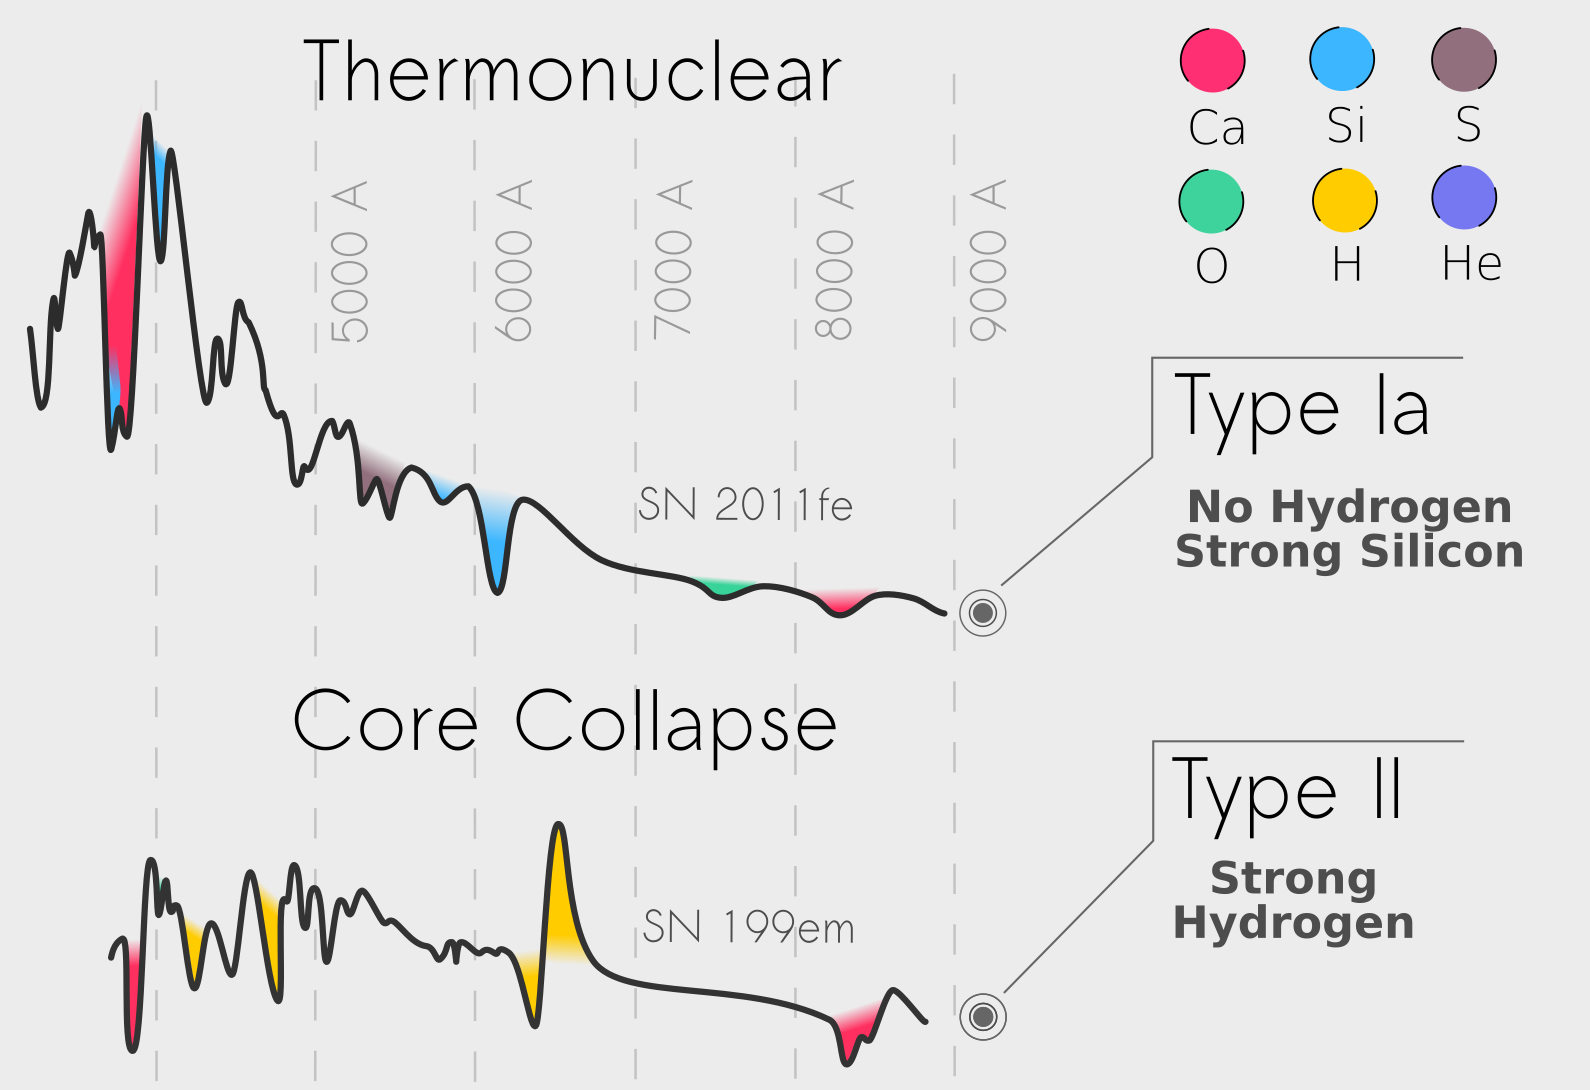 Thermonuclear
Ca
Si
S
O
H
He
5000 A
6000 A
7000 A
8000 A
9000 A
Type Ia
No Hydrogen
Strong Silicon
SN 2011fe
Core Collapse
Type II
Strong
Hydrogen
SN 199em